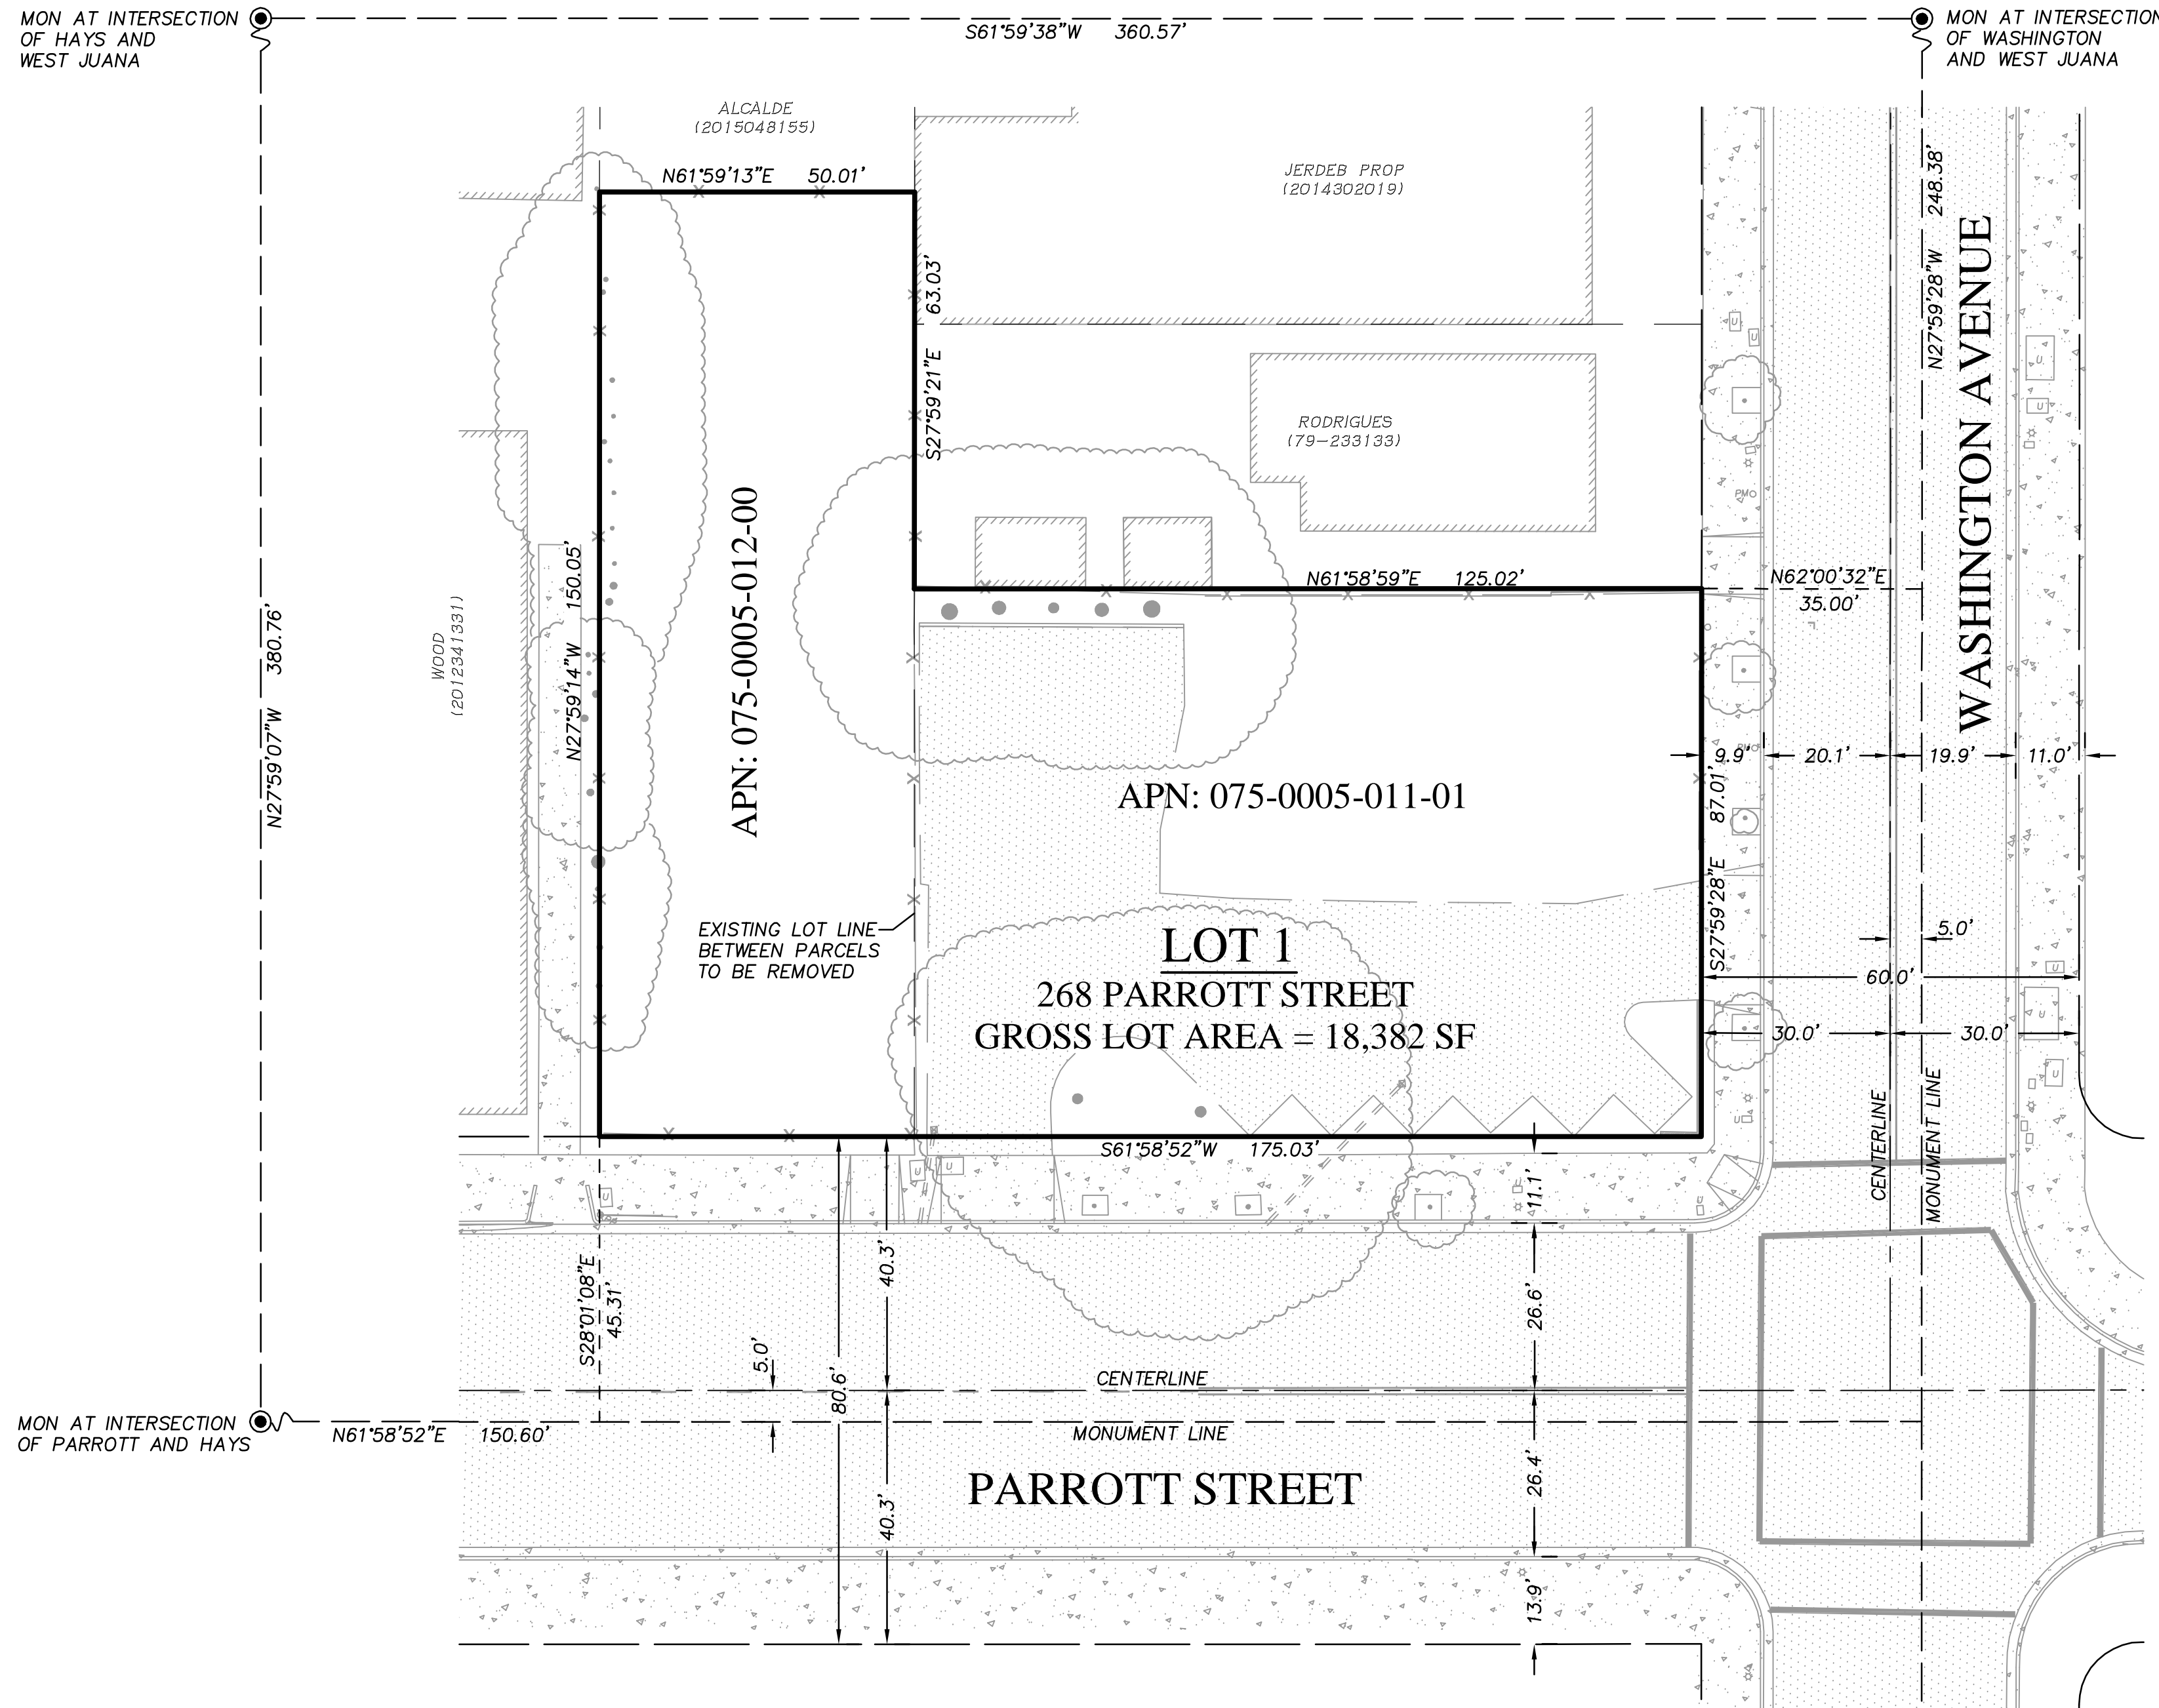 MON AT INTERSECTION
OF HAYS AND
WEST JUANA
S61°59'38"W 360.57'
MON AT INTERSECTION
OF WASHINGTON
AND WEST JUANA
ALCALDE
(2015048155)
N61°59'13"E 50.01'
JERDEB PROP
(2014302019)
N27°59'28"W 248.38'
WASHINGTON AVENUE
S27°59'21"E 63.03'
RODRIGUES
(79-233133)
U
U
U
U
PM
N27°59'07"W 380.76'
WOOD
(2012341331)
N27°59'14"W 150.05'
APN: 075-0005-012-00
N61°58'59"E 125.02'
N62°00'32"E
35.00'
9.9'
20.1'
19.9'
11.0'
APN: 075-0005-011-01
S27°59'28"E 87.01'
EXISTING LOT LINE
BETWEEN PARCELS
TO BE REMOVED
LOT 1
268 PARROTT STREET
GROSS LOT AREA = 18,382 SF
5.0'
60.0'
30.0'
30.0'
U
U
U
U
CENTERLINE
MONUMENT LINE
S61°58'52"W 175.03'
U
U
U
U
11.1'
S28°01'08"E
45.31'
40.3'
26.6'
5.0'
80.6'
CENTERLINE
MON AT INTERSECTION
OF PARROTT AND HAYS
N61°58'52"E 150.60'
MONUMENT LINE
PARROTT STREET
40.3'
26.4'
13.9'